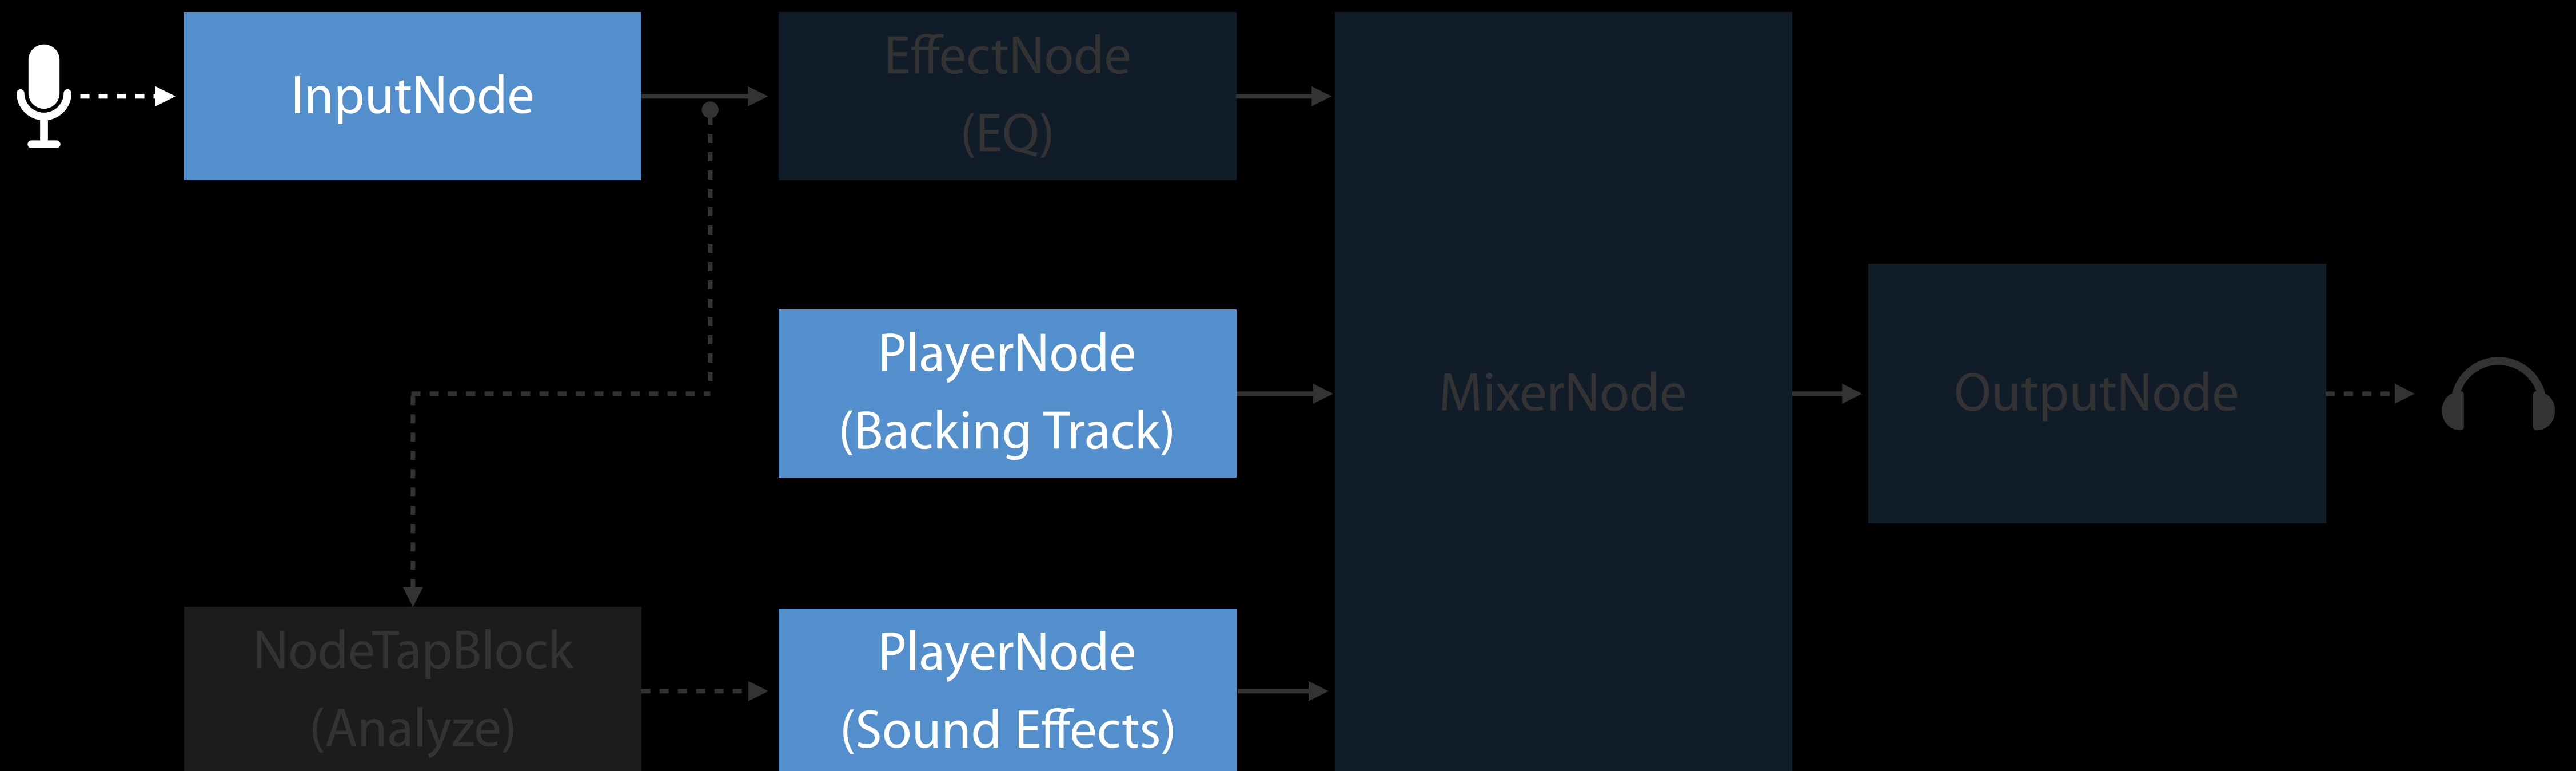 InputNode
EffectNode
(EQ)
PlayerNode
(Backing Track)
MixerNode
OutputNode
NodeTapBlock
(Analyze)
PlayerNode
(Sound Effects)